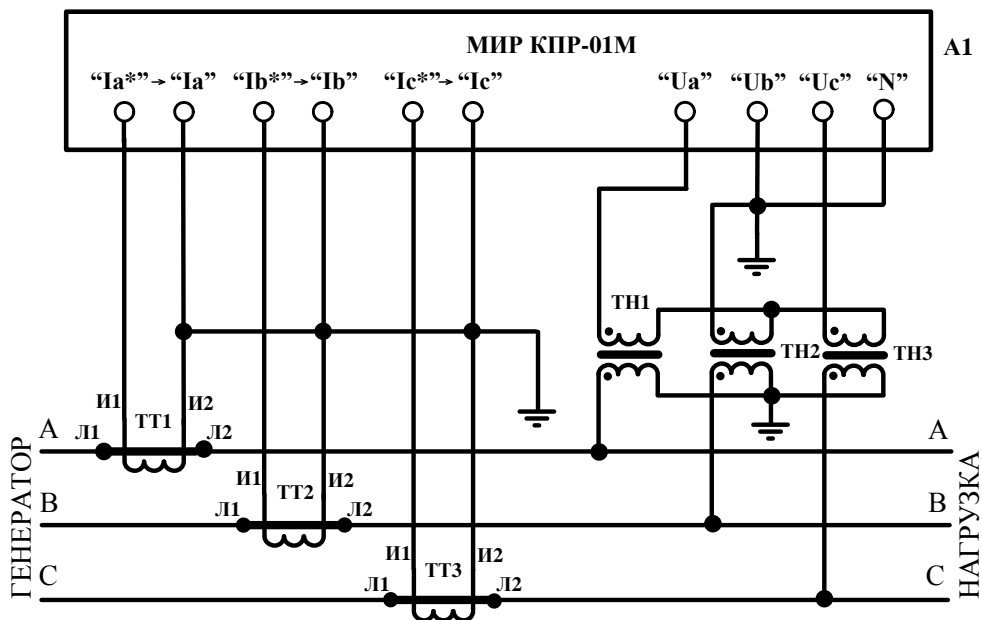 МИР КПР-01М
А1
“Ia*”→“Ia” “Ib*”→“Ib” “Ic*”→“Ic” “Ua” “Ub” “Uc” “N”
ТН1
ТН2
ТН3
И1 ТТ1 И2
А Л1 Л2 А
И1 ТТ2 И2
В Л1 Л2 В
И1 ТТ3 И2
С Л1 Л2 С
ГЕНЕРАТОР
НАГРУЗКА